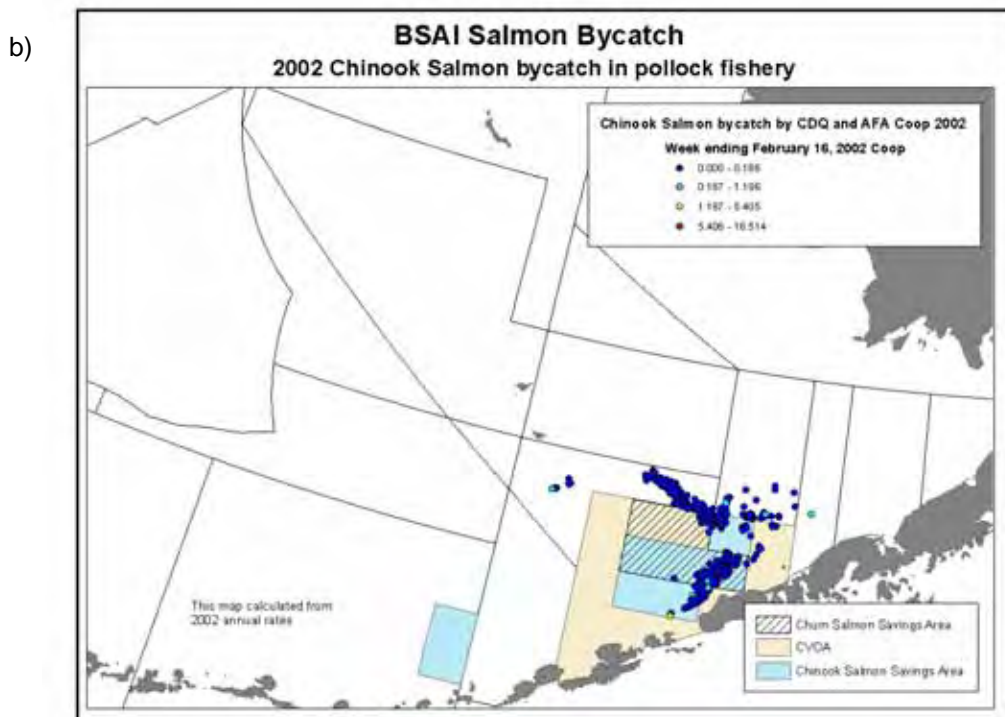 b)
BSAI Salmon Bycatch
2002 Chinook Salmon bycatch in pollock fishery
Chinook Salmon bycatch by CDQ and AFA Coop 2002
Week ending February 16, 2002 Coop
0.000 - 0.186
0.187 - 1.196
1.197 - 5.405
5.406 - 16.514
This map calculated from
2002 annual rates
Chum Salmon Savings Area
CVOA
Chinook Salmon Savings Area